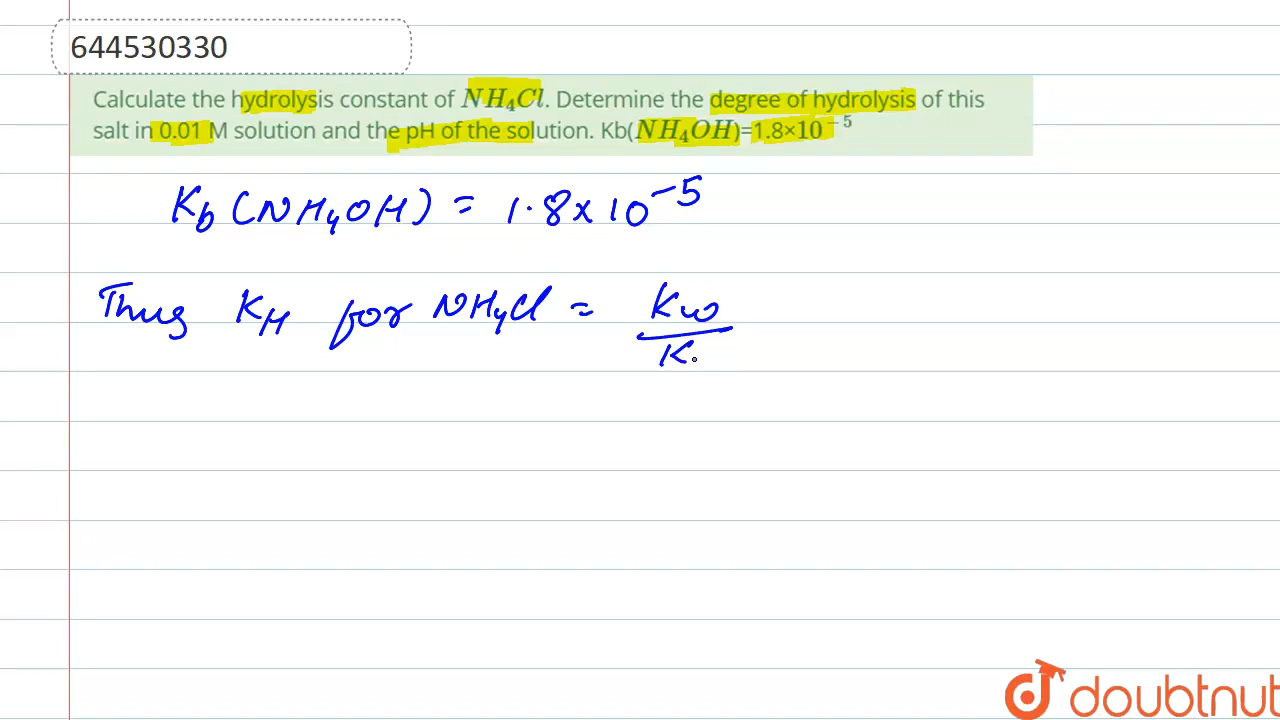 644530330
Calculate the hydrolysis constant of NH₄Cl. Determine the degree of hydrolysis of this
salt in 0.01 M solution and the pH of the solution. Kb(NH₄OH)=1.8×10⁻⁵
Kb (NH₄OH) = 1.8 x 10⁻⁵
Thus KH for NH₄Cl = Kw
K.
doubtnut